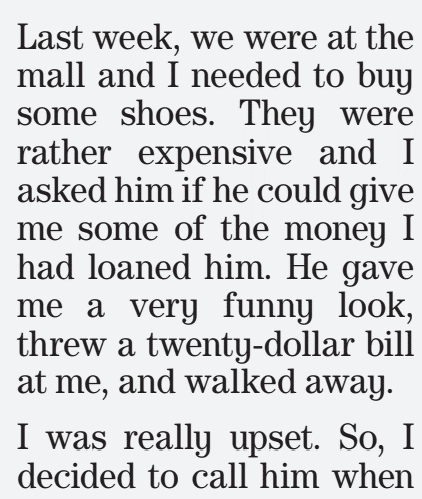 Last week, we were at the
mall and I needed to buy
some shoes. They were
rather expensive and I
asked him if he could give
me some of the money I
had loaned him. He gave
me a very funny look,
threw a twenty-dollar bill
at me, and walked away.
I was really upset. So, I
decided to call him when